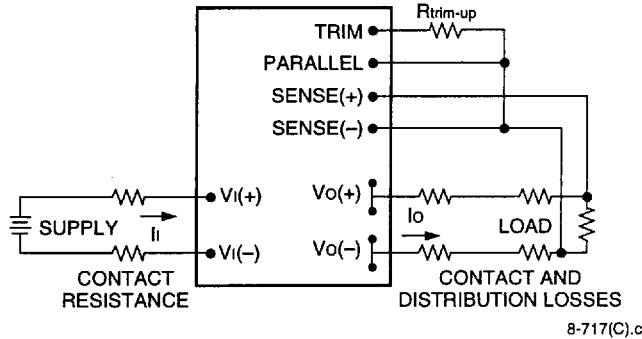 TRIM
Rtrim-up
PARALLEL
SENSE(+)
SENSE(–)
VI(+)
VO(+)
SUPPLY
II
IO
LOAD
VI(–)
VO(–)
CONTACT
RESISTANCE
CONTACT AND
DISTRIBUTION LOSSES
8-717(C).c